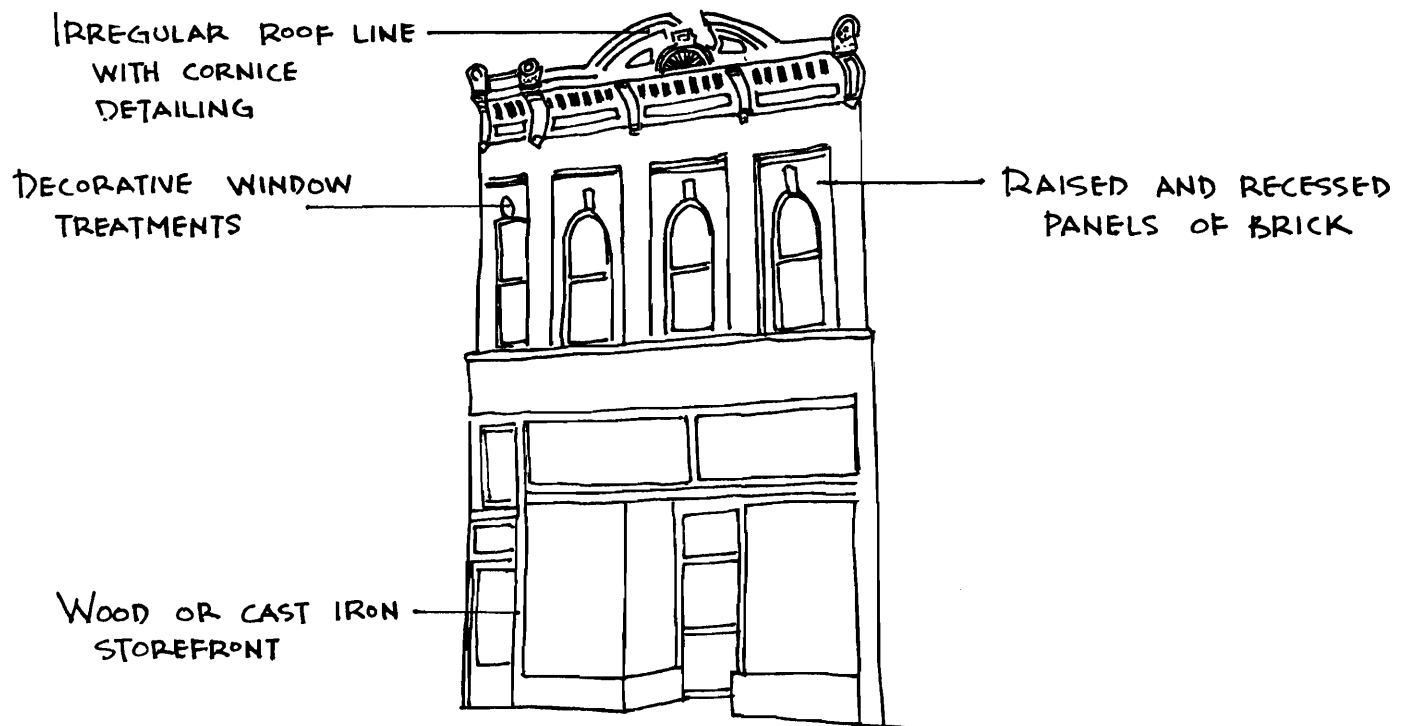 IRREGULAR ROOF LINE
WITH CORNICE
DETAILING
DECORATIVE WINDOW
TREATMENTS
RAISED AND RECESSED
PANELS OF BRICK
WOOD OR CAST IRON
STOREFRONT